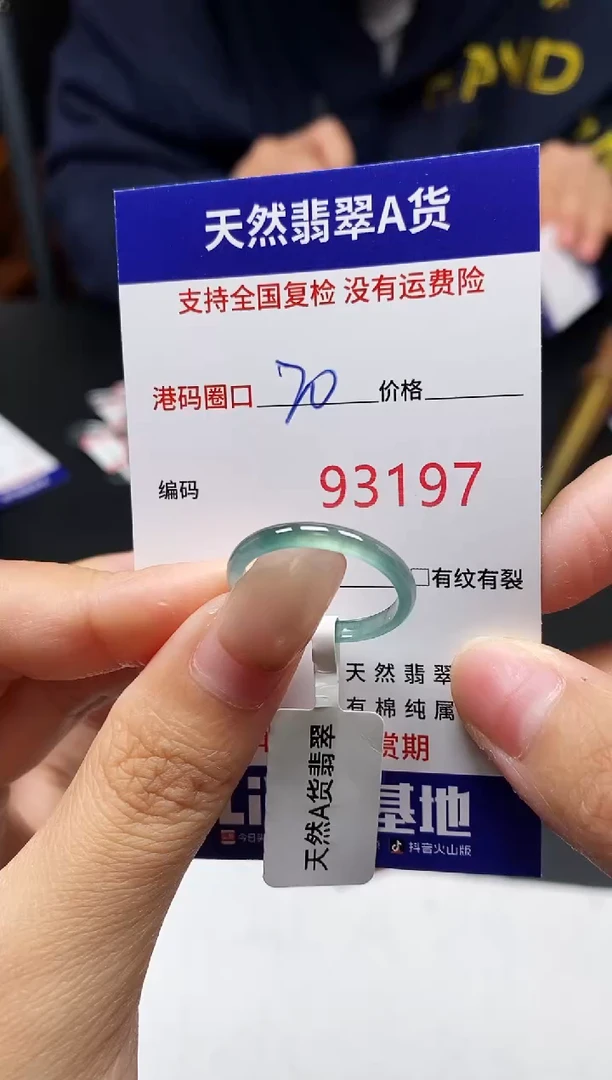 天然翡翠A货
支持全国复检 没有运费险
港码圈口 70 价格
编码 93197
□有纹有裂
天然翡翠
有棉纯属
赏期
基地
抖音火山版
天然A货翡翠